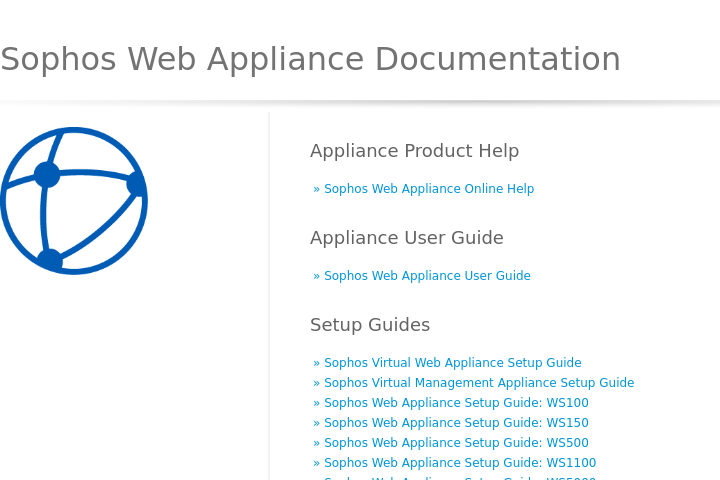 Sophos Web Appliance Documentation
Appliance Product Help
» Sophos Web Appliance Online Help
Appliance User Guide
» Sophos Web Appliance User Guide
Setup Guides
» Sophos Virtual Web Appliance Setup Guide
» Sophos Virtual Management Appliance Setup Guide
» Sophos Web Appliance Setup Guide: WS100
» Sophos Web Appliance Setup Guide: WS150
» Sophos Web Appliance Setup Guide: WS500
» Sophos Web Appliance Setup Guide: WS1100